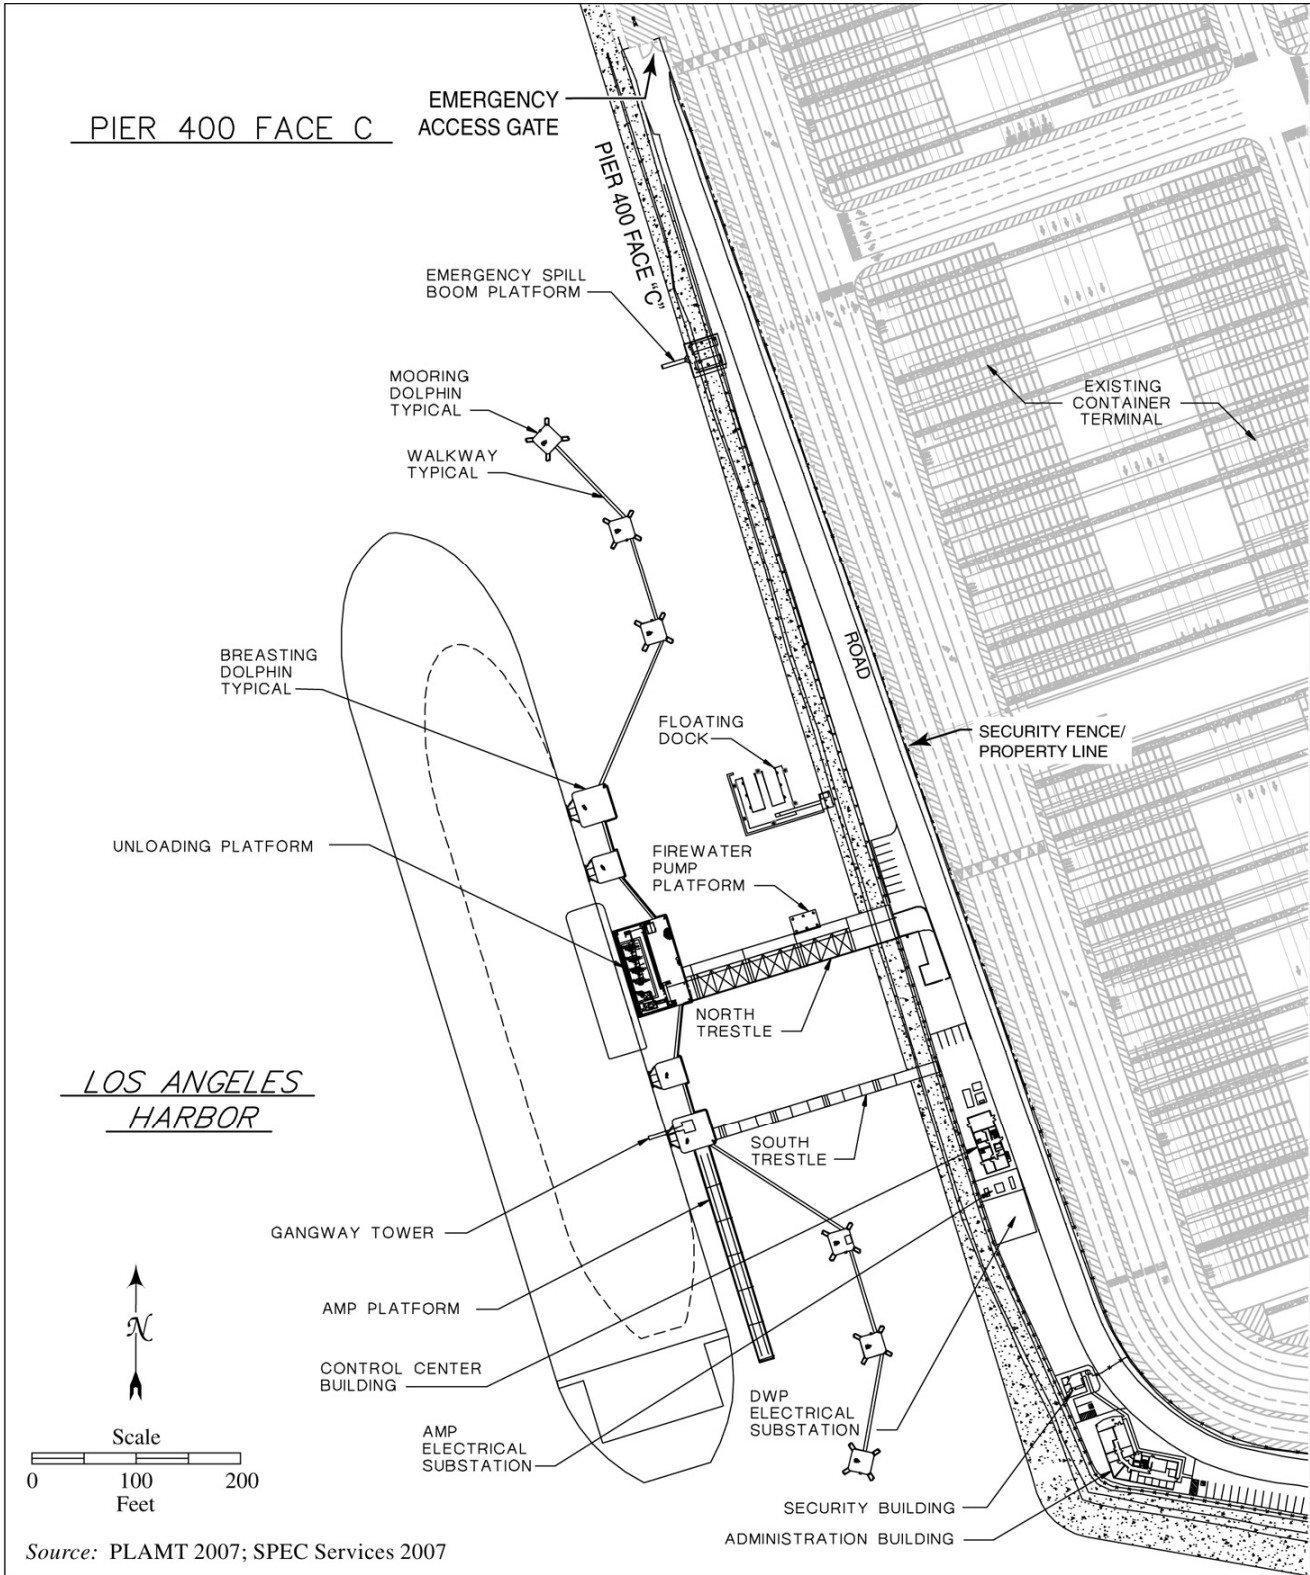 EMERGENCY
ACCESS GATE
PIER 400 FACE C
PIER 400 FACE "C"
EMERGENCY SPILL
BOOM PLATFORM
MOORING
DOLPHIN
TYPICAL
WALKWAY
TYPICAL
EXISTING
CONTAINER
TERMINAL
ROAD
BREASTING
DOLPHIN
TYPICAL
FLOATING
DOCK
SECURITY FENCE/
PROPERTY LINE
UNLOADING PLATFORM
FIREWATER
PUMP
PLATFORM
NORTH
TRESTLE
LOS ANGELES
HARBOR
SOUTH
TRESTLE
GANGWAY TOWER
AMP PLATFORM
N
CONTROL CENTER
BUILDING
DWP
ELECTRICAL
SUBSTATION
AMP
ELECTRICAL
SUBSTATION
Scale
0 100 200
Feet
SECURITY BUILDING
ADMINISTRATION BUILDING
Source: PLAMT 2007; SPEC Services 2007